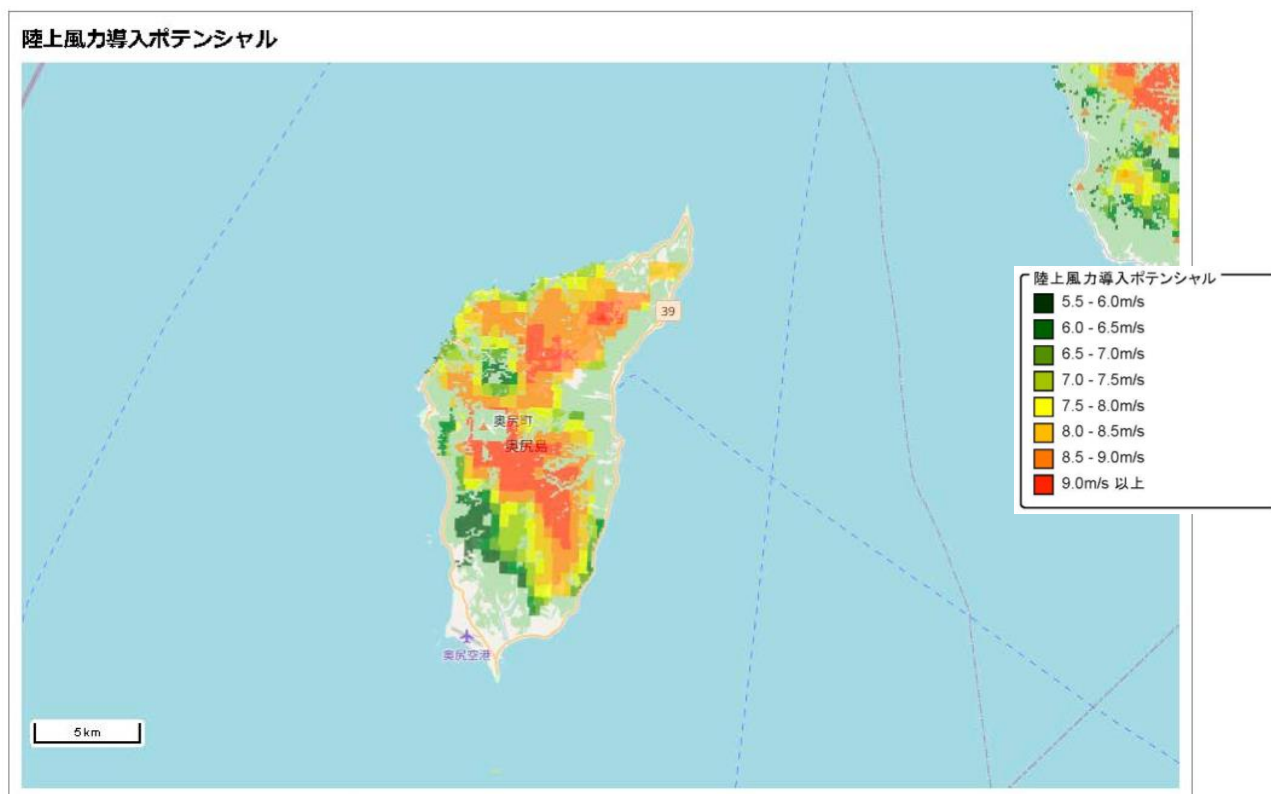 陸上風力導入ポテンシャル
39
奥尻町
奥尻島
奥尻空港
5km
陸上風力導入ポテンシャル
5.5 - 6.0m/s
6.0 - 6.5m/s
6.5 - 7.0m/s
7.0 - 7.5m/s
7.5 - 8.0m/s
8.0 - 8.5m/s
8.5 - 9.0m/s
9.0m/s 以上